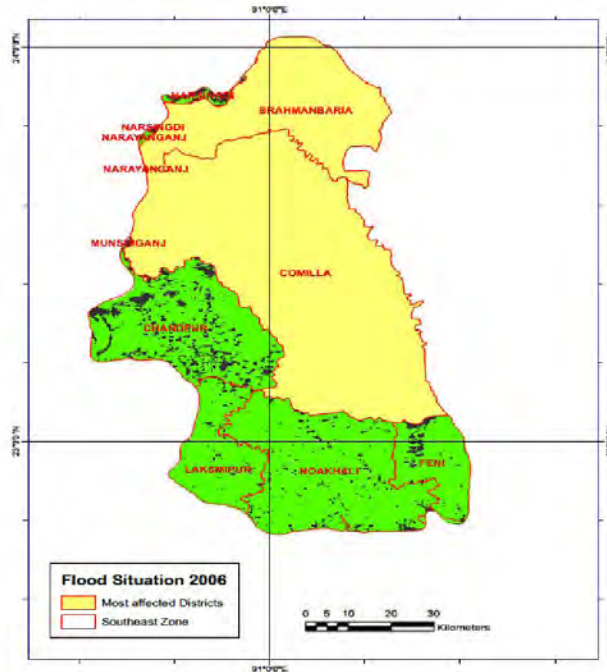 91°0'0"E
24°0'0"N
NARSINGDI
BRAHMANBARIA
NARSINGDI
NARAYANGANJ
NARAYANGANJ
MUNSHIGANJ
COMILLA
CHANDPUR
23°0'0"N
LAKSMIPUR
NOAKHALI
FENI
Flood Situation 2006
Most affected Districts
Southeast Zone
0 5 10 20 30
Kilometers
91°0'0"E